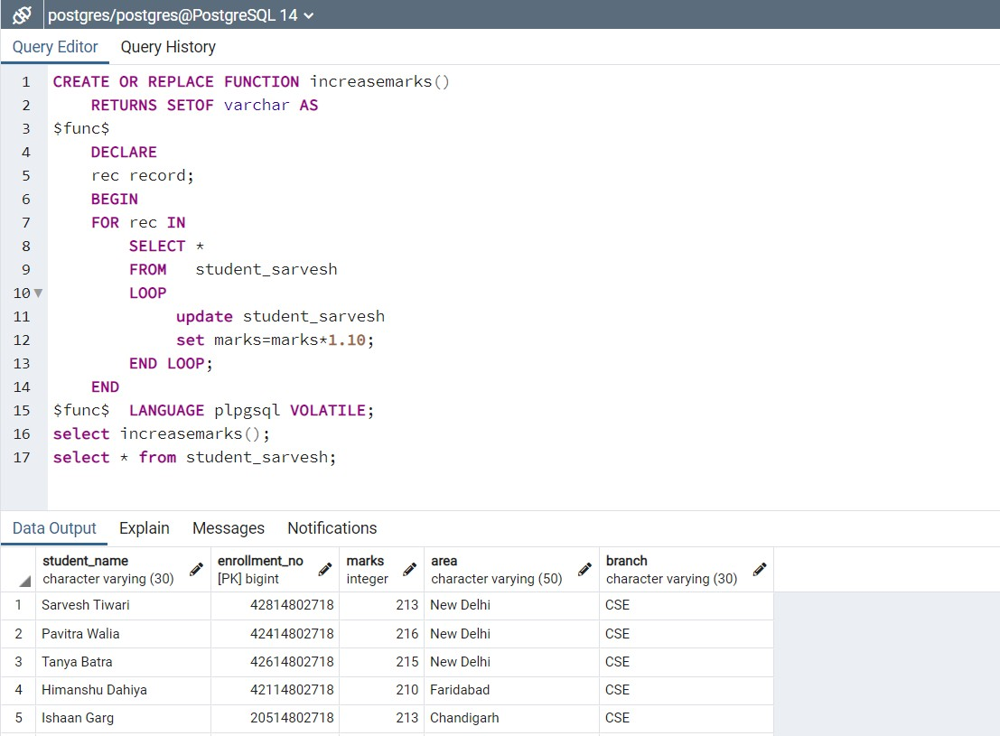 postgres/postgres@PostgreSQL 14
Query Editor Query History
1 CREATE OR REPLACE FUNCTION increasemarks()
2 RETURNS SETOF varchar AS
3 $func$
4 DECLARE
5 rec record;
6 BEGIN
7 FOR rec IN
8 SELECT *
9 FROM student_sarvesh
10 LOOP
11 update student_sarvesh
12 set marks=marks*1.10;
13 END LOOP;
14 END
15 $func$ LANGUAGE plpgsql VOLATILE;
16 select increasemarks();
17 select * from student_sarvesh;
Data Output Explain Messages Notifications
student_name enrollment_no marks area branch
character varying (30) [PK] bigint integer character varying (50) character varying (30)
1 Sarvesh Tiwari 42814802718 213 New Delhi CSE
2 Pavitra Walia 42414802718 216 New Delhi CSE
3 Tanya Batra 42614802718 215 New Delhi CSE
4 Himanshu Dahiya 42114802718 210 Faridabad CSE
5 Ishaan Garg 20514802718 213 Chandigarh CSE